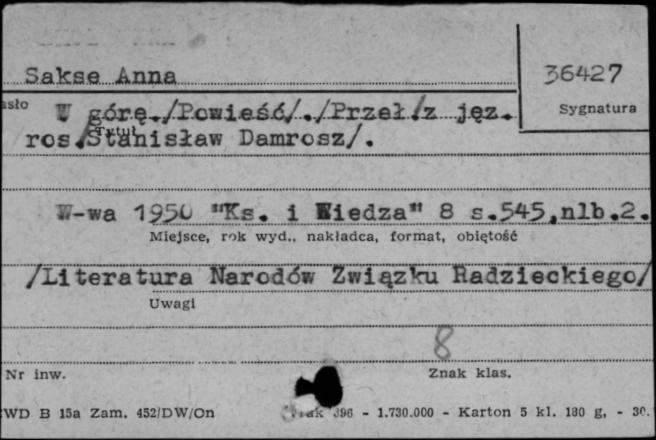 Sakse Anna
36427
Sygnatura
asło
W górę./Powieść/./Przeł./z jęz.
Tytuł
ros.Stanisław Damrosz/.
W-wa 1950 "Ks. i Wiedza" 8 s.545,nlb.2.
Miejsce, rok wyd., nakładca, format, objętość
/Literatura Narodów Związku Radzieckiego/
Uwagi
8
Nr inw.
Znak klas.
CWD B 15a Zam. 452/DW/On
396 - 1.730.000 - Karton 5 kl. 180 g, - 30.